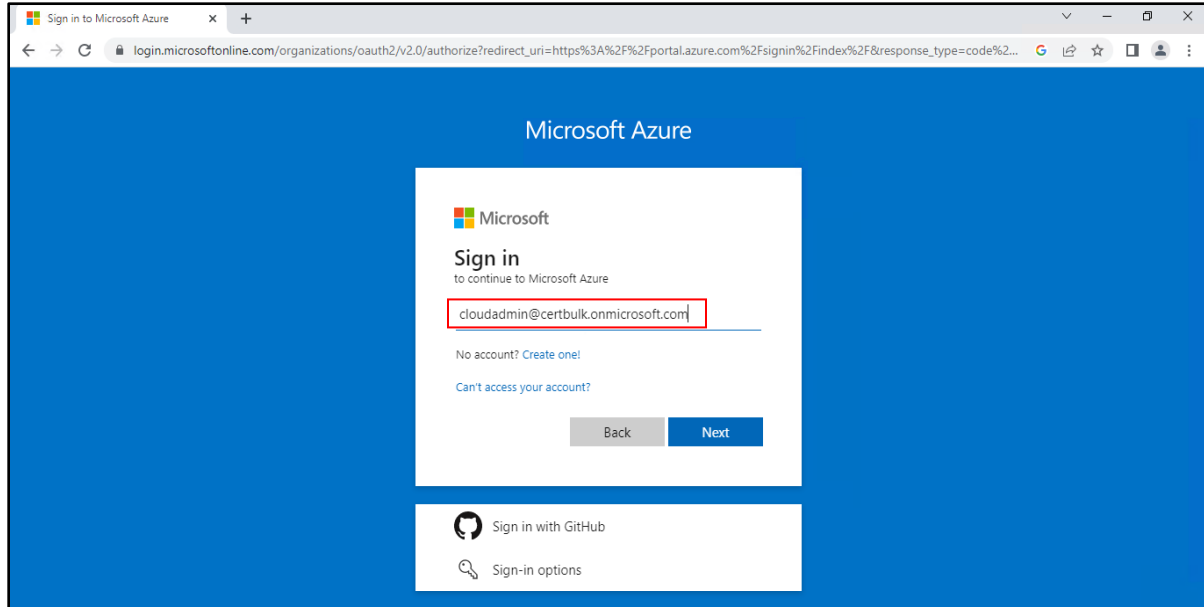 Sign in to Microsoft Azure
login.microsoftonline.com/organizations/oauth2/v2.0/authorize?redirect_uri=https%3A%2F%2Fportal.azure.com%2Fsignin%2Findex%2F&response_type=code%2...
Microsoft Azure
Microsoft
Sign in
to continue to Microsoft Azure
cloudadmin@certbulk.onmicrosoft.com
No account? Create one!
Can't access your account?
Back Next
Sign in with GitHub
Sign-in options